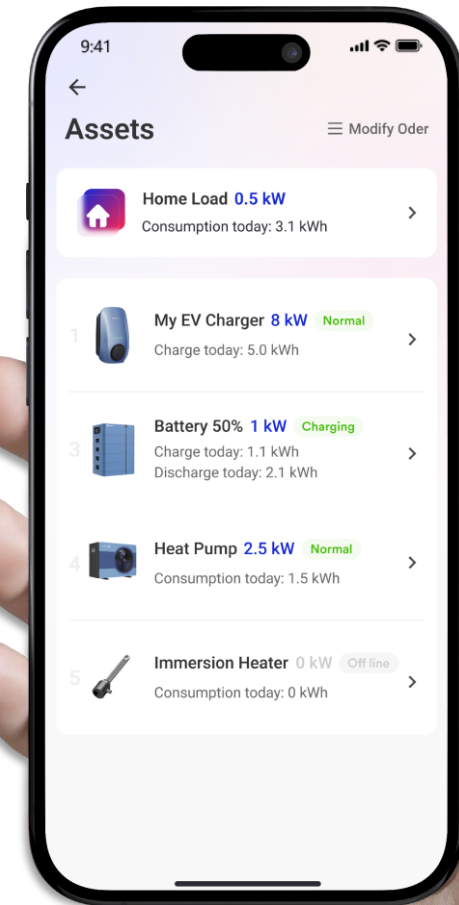 9:41
Assets
Modify Oder
Home Load 0.5 kW
Consumption today: 3.1 kWh
1
My EV Charger 8 kW Normal
Charge today: 5.0 kWh
3
Battery 50% 1 kW Charging
Charge today: 1.1 kWh
Discharge today: 2.1 kWh
4
Heat Pump 2.5 kW Normal
Consumption today: 1.5 kWh
5
Immersion Heater 0 kW Off line
Consumption today: 0 kWh